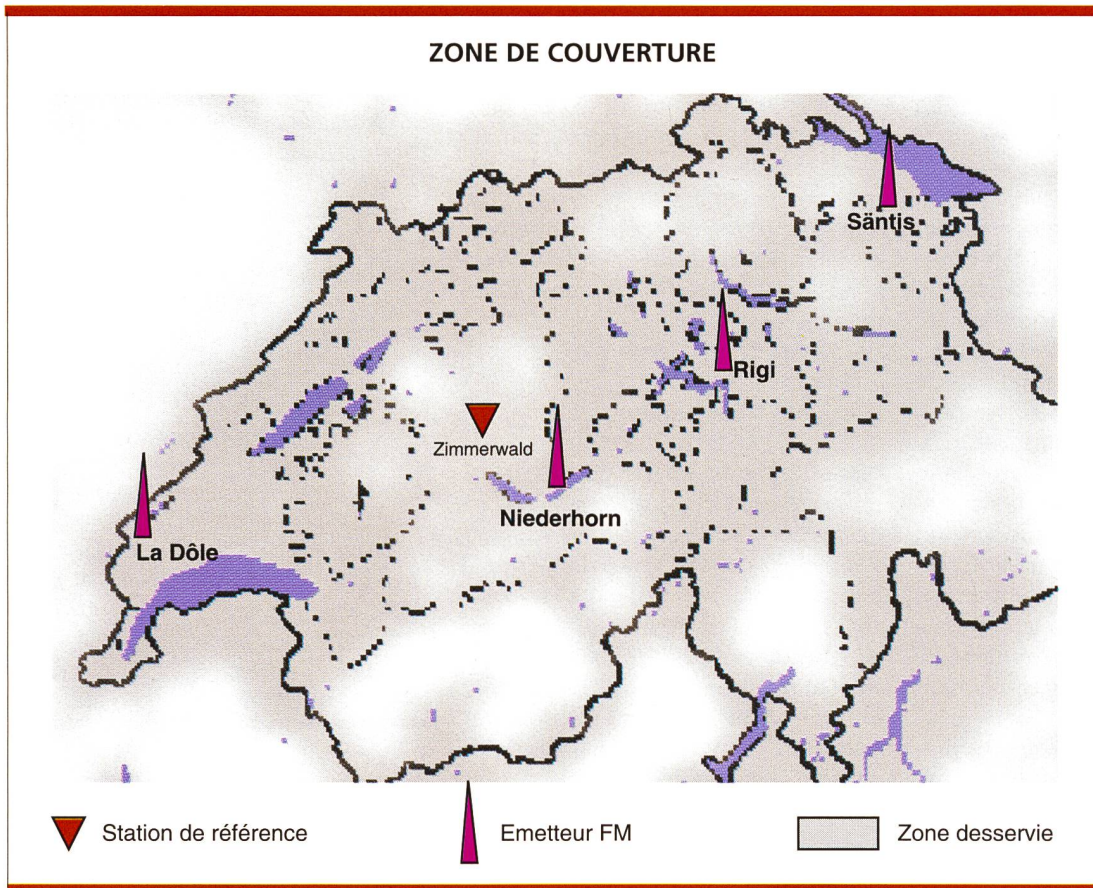 ZONE DE COUVERTURE
Säntis
Rigi
Zimmerwald
Niederhorn
La Dôle
Station de référence
Emetteur FM
Zone desservie